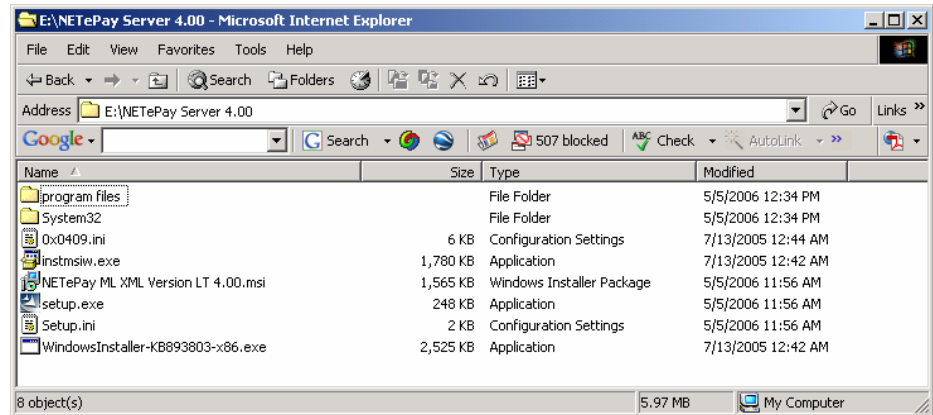 E:\NETePay Server 4.00 - Microsoft Internet Explorer
File Edit View Favorites Tools Help
Back Search Folders
Address E:\NETePay Server 4.00 Go Links »
Google Search 507 blocked ABC Check AutoLink »
Name Size Type Modified
program files File Folder 5/5/2006 12:34 PM
System32 File Folder 5/5/2006 12:34 PM
0x0409.ini 6 KB Configuration Settings 7/13/2005 12:44 AM
instmsiw.exe 1,780 KB Application 7/13/2005 12:42 AM
NETePay ML XML Version LT 4.00.msi 1,565 KB Windows Installer Package 5/5/2006 11:56 AM
setup.exe 248 KB Application 5/5/2006 11:56 AM
Setup.ini 2 KB Configuration Settings 5/5/2006 11:56 AM
WindowsInstaller-KB893803-x86.exe 2,525 KB Application 7/13/2005 12:42 AM
8 object(s) 5.97 MB My Computer